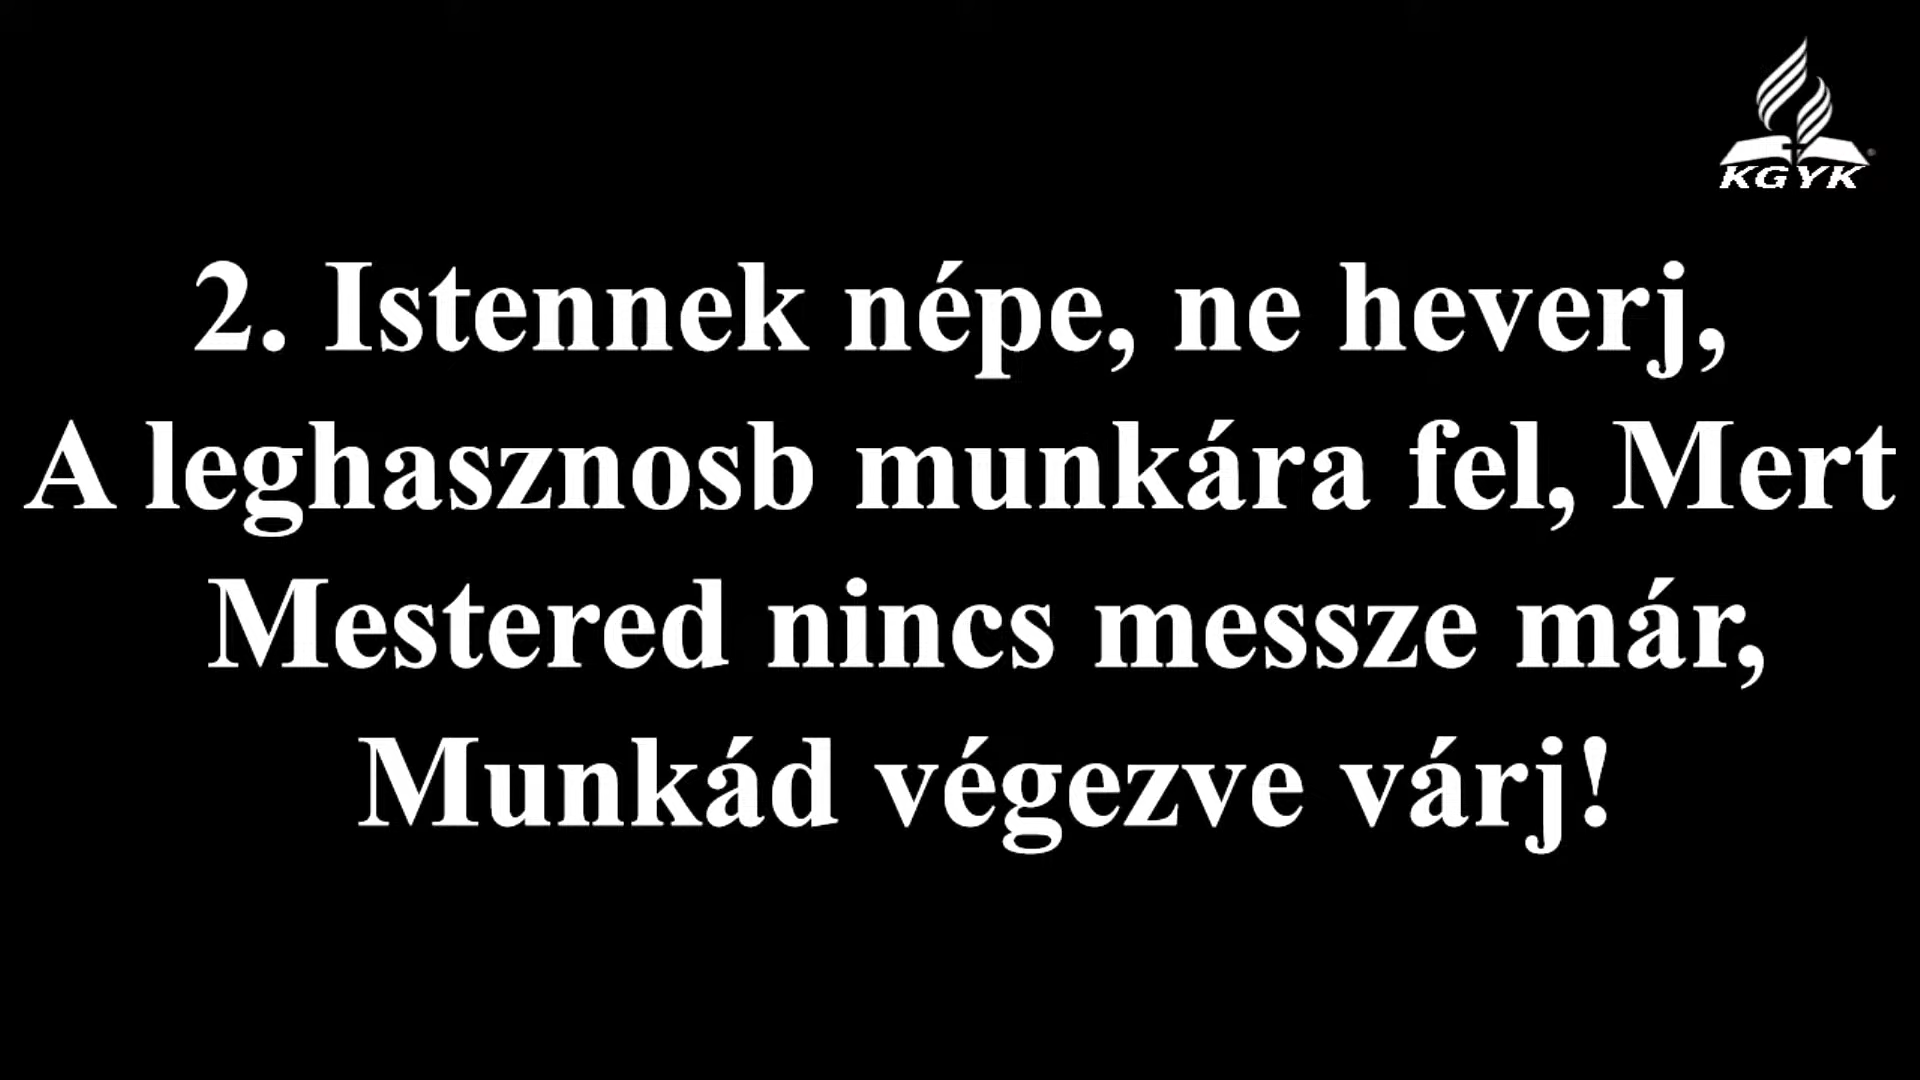 KGYK
2. Istennek népe, ne heverj,
A leghasznosb munkára fel, Mert
Mestered nincs messze már,
Munkád végezve várj!